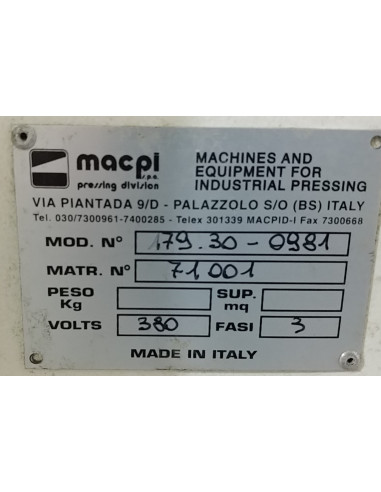 macpi
s.p.a.
pressing division
MACHINES AND
EQUIPMENT FOR
INDUSTRIAL PRESSING
VIA PIANTADA 9/D - PALAZZOLO S/O (BS) ITALY
Tel. 030/7300961-7400285 - Telex 301339 MACPID-I Fax 7300668
MOD. N° 179.30-0981
MATR. N° 71001
PESO Kg
SUP. mq
VOLTS 380 FASI 3
MADE IN ITALY